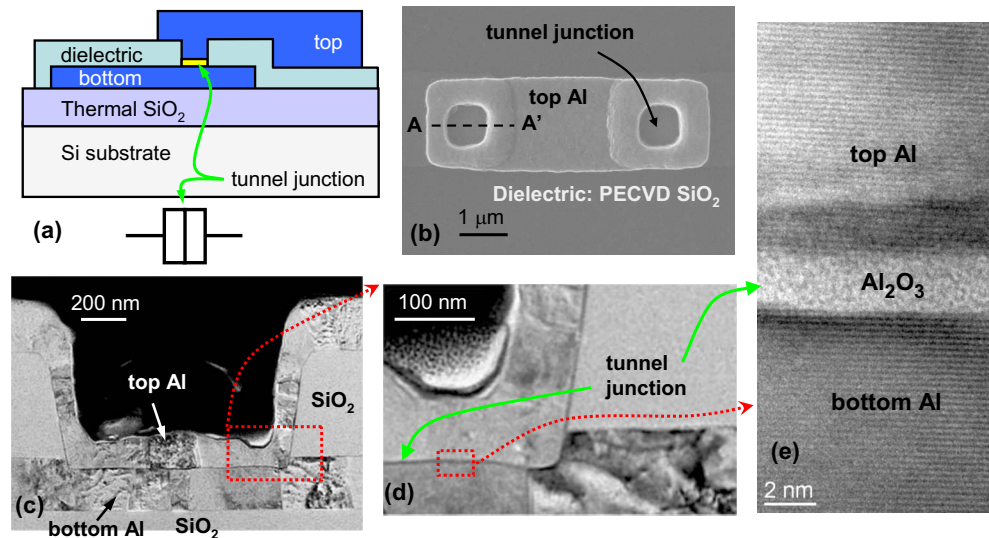 dielectric
top
bottom
Thermal SiO₂
Si substrate
tunnel junction
(a)
tunnel
junction
top Al
A
A’
Dielectric: PECVD SiO₂
1 μm
(b)
200 nm
top Al
SiO₂
(c)
bottom Al
SiO₂
100 nm
tunnel
junction
(d)
top Al
Al₂O₃
bottom Al
(e)
2 nm